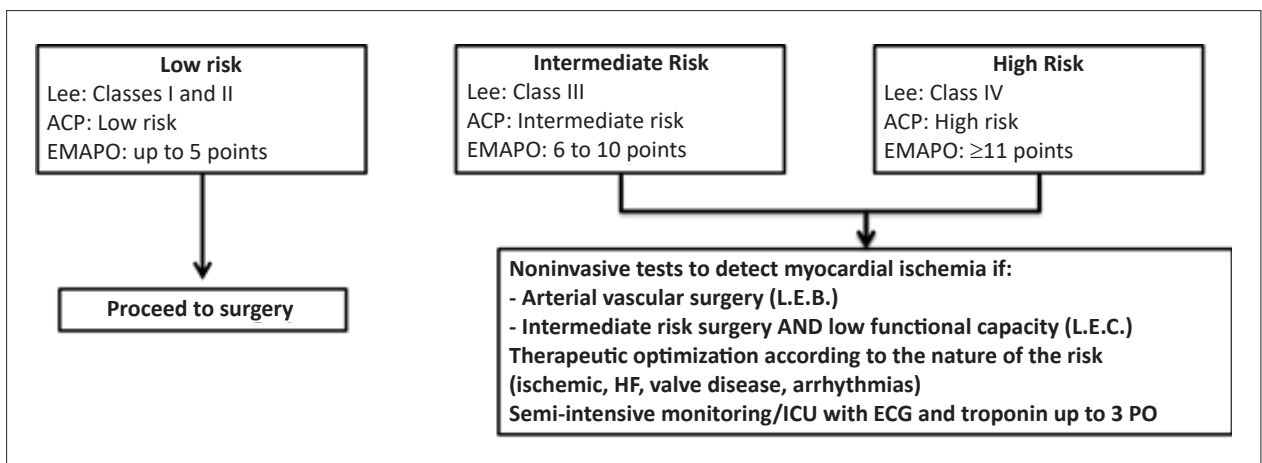 Low risk
Lee: Classes I and II
ACP: Low risk
EMAPO: up to 5 points
Intermediate Risk
Lee: Class III
ACP: Intermediate risk
EMAPO: 6 to 10 points
High Risk
Lee: Class IV
ACP: High risk
EMAPO: ≥11 points
Proceed to surgery
Noninvasive tests to detect myocardial ischemia if:
- Arterial vascular surgery (L.E.B.)
- Intermediate risk surgery AND low functional capacity (L.E.C.)
Therapeutic optimization according to the nature of the risk
(ischemic, HF, valve disease, arrhythmias)
Semi-intensive monitoring/ICU with ECG and troponin up to 3 PO